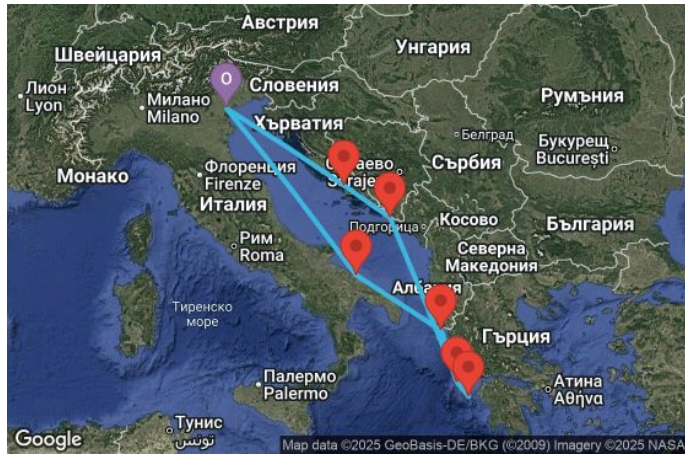 Австрия
Швейцария
Унгария
Лион
Lyon
Милано
Milano
Словения
Румъния
Хърватия
Белград
Букурещ
București
Монако
Флоренция
Firenze
Сърбия
Италия
Подгорица
Косово
България
Рим
Roma
Северна
Македония
Тиренско
море
Гърция
Палермо
Palermo
Атина
Αθήνα
Тунис
تونس
Google
Map data ©2025 GeoBasis-DE/BKG (©2009) Imagery ©2025 NASA